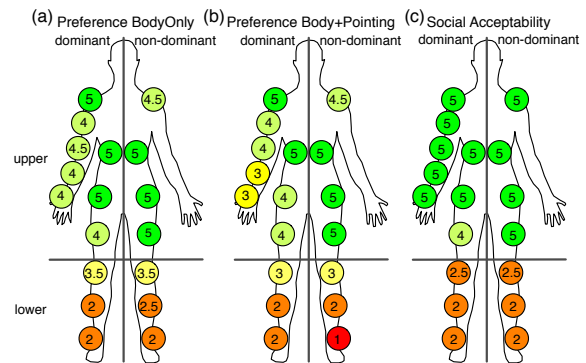 (a) Preference BodyOnly (b) Preference Body+Pointing (c) Social Acceptability
dominant non-dominant dominant non-dominant dominant non-dominant
5 4.5 5 4.5 5 5
4 4 5
4.5 5 5 4 5 5 5 5 5
upper
4 3 5
4 5 5 3 4 5 5 5 5
4 5 4 5 4.5 5
3.5 3.5 3 3 2.5 2.5
2 2.5 2 2 2 2
lower
2 2 2 1 2 2